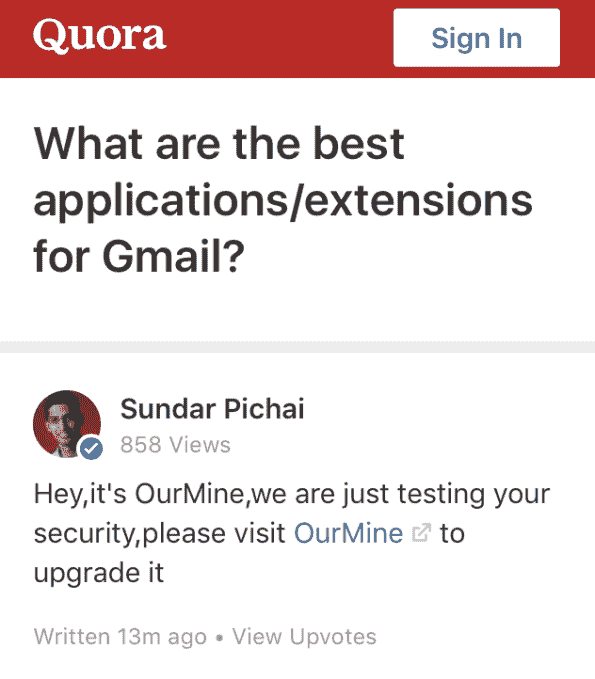 Quora
Sign In
What are the best
applications/extensions
for Gmail?
Sundar Pichai
858 Views
Hey,it's OurMine,we are just testing your
security,please visit OurMine to
upgrade it
Written 13m ago • View Upvotes